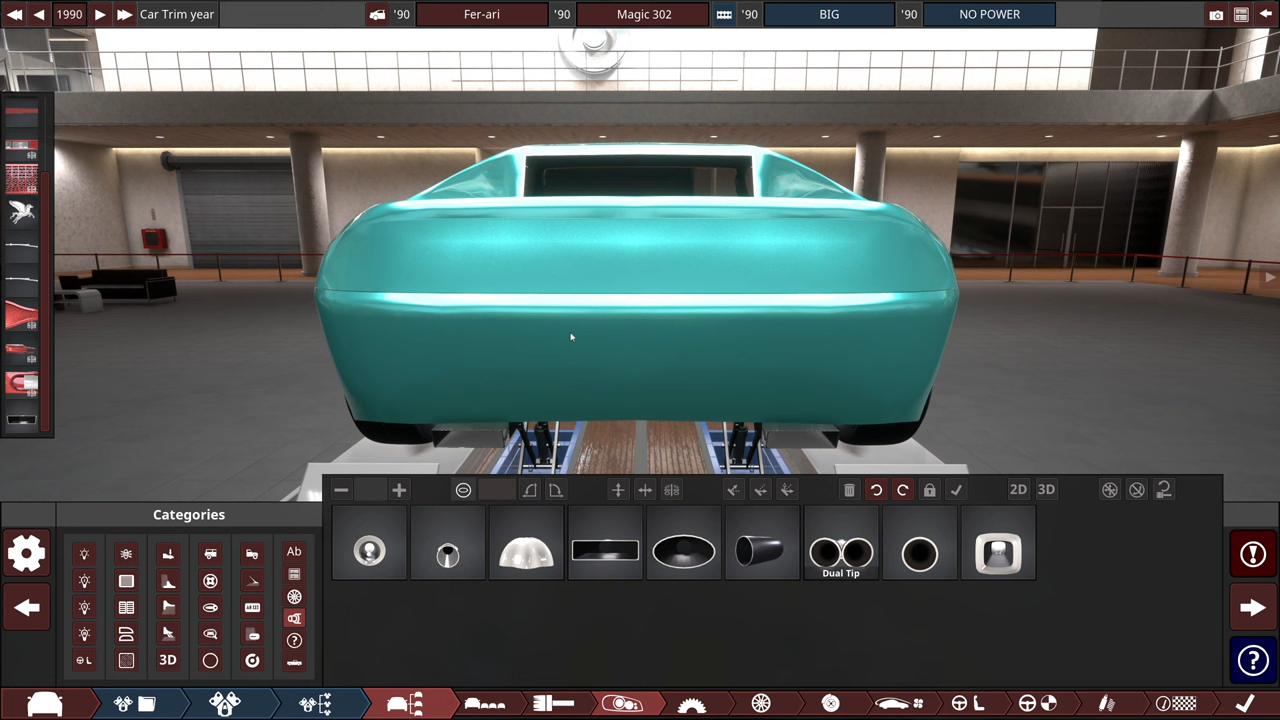 1990 Car Trim year '90 Fer-ari '90 Magic 302 '90 BIG '90 NO POWER
Categories
Ab
L
3D
2D 3D
Dual Tip